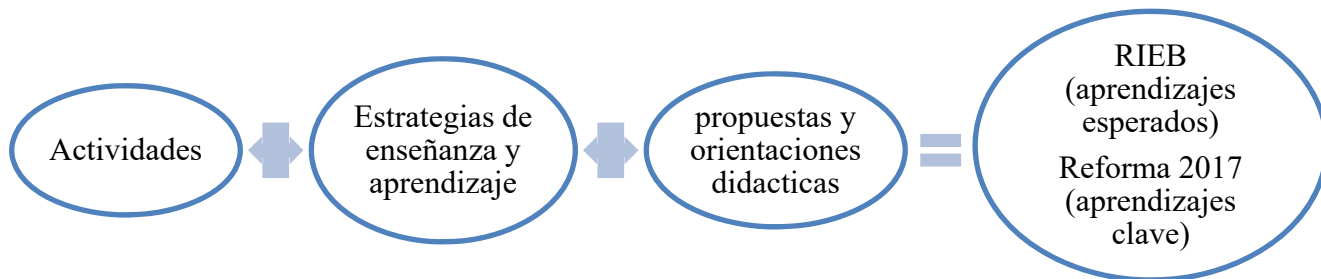 Actividades
Estrategias de
enseñanza y
aprendizaje
propuestas y
orientaciones
didacticas
RIEB
(aprendizajes
esperados)
Reforma 2017
(aprendizajes
clave)